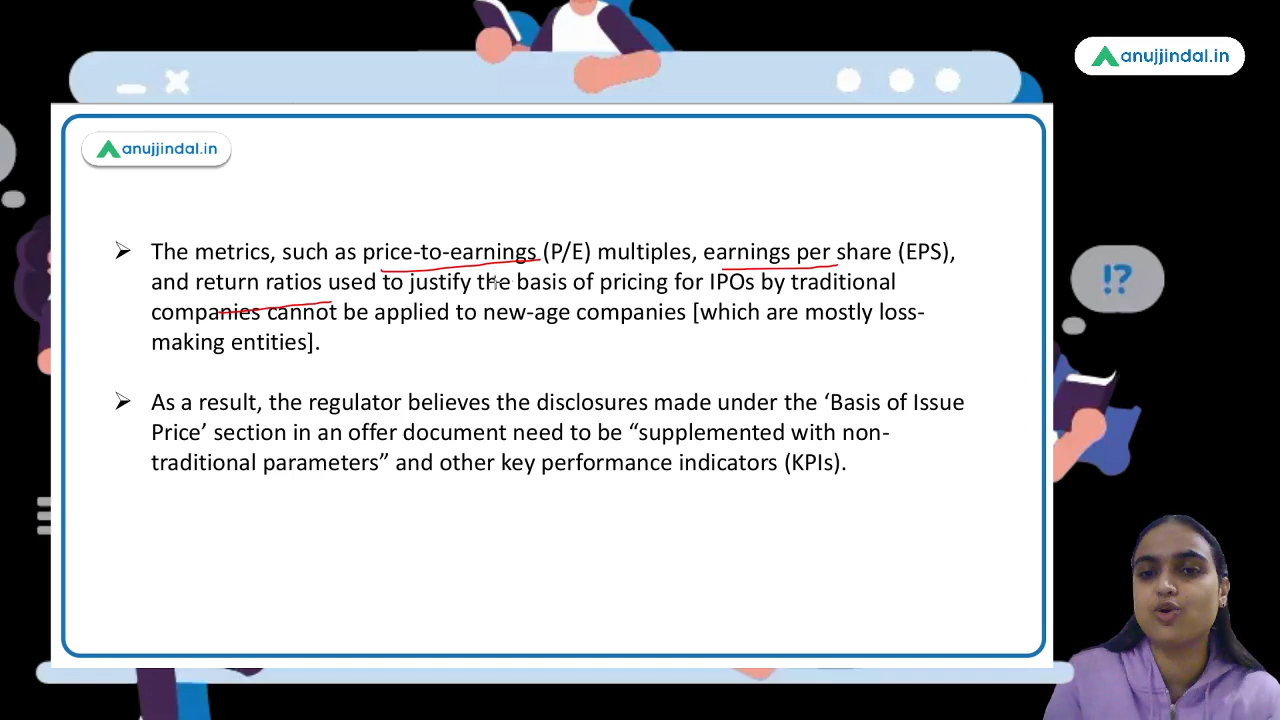 anujjindal.in
anujjindal.in
➢ The metrics, such as price-to-earnings (P/E) multiples, earnings per share (EPS),
and return ratios used to justify the basis of pricing for IPOs by traditional
companies cannot be applied to new-age companies [which are mostly loss-
making entities].
➢ As a result, the regulator believes the disclosures made under the ‘Basis of Issue
Price’ section in an offer document need to be “supplemented with non-
traditional parameters” and other key performance indicators (KPIs).
!?